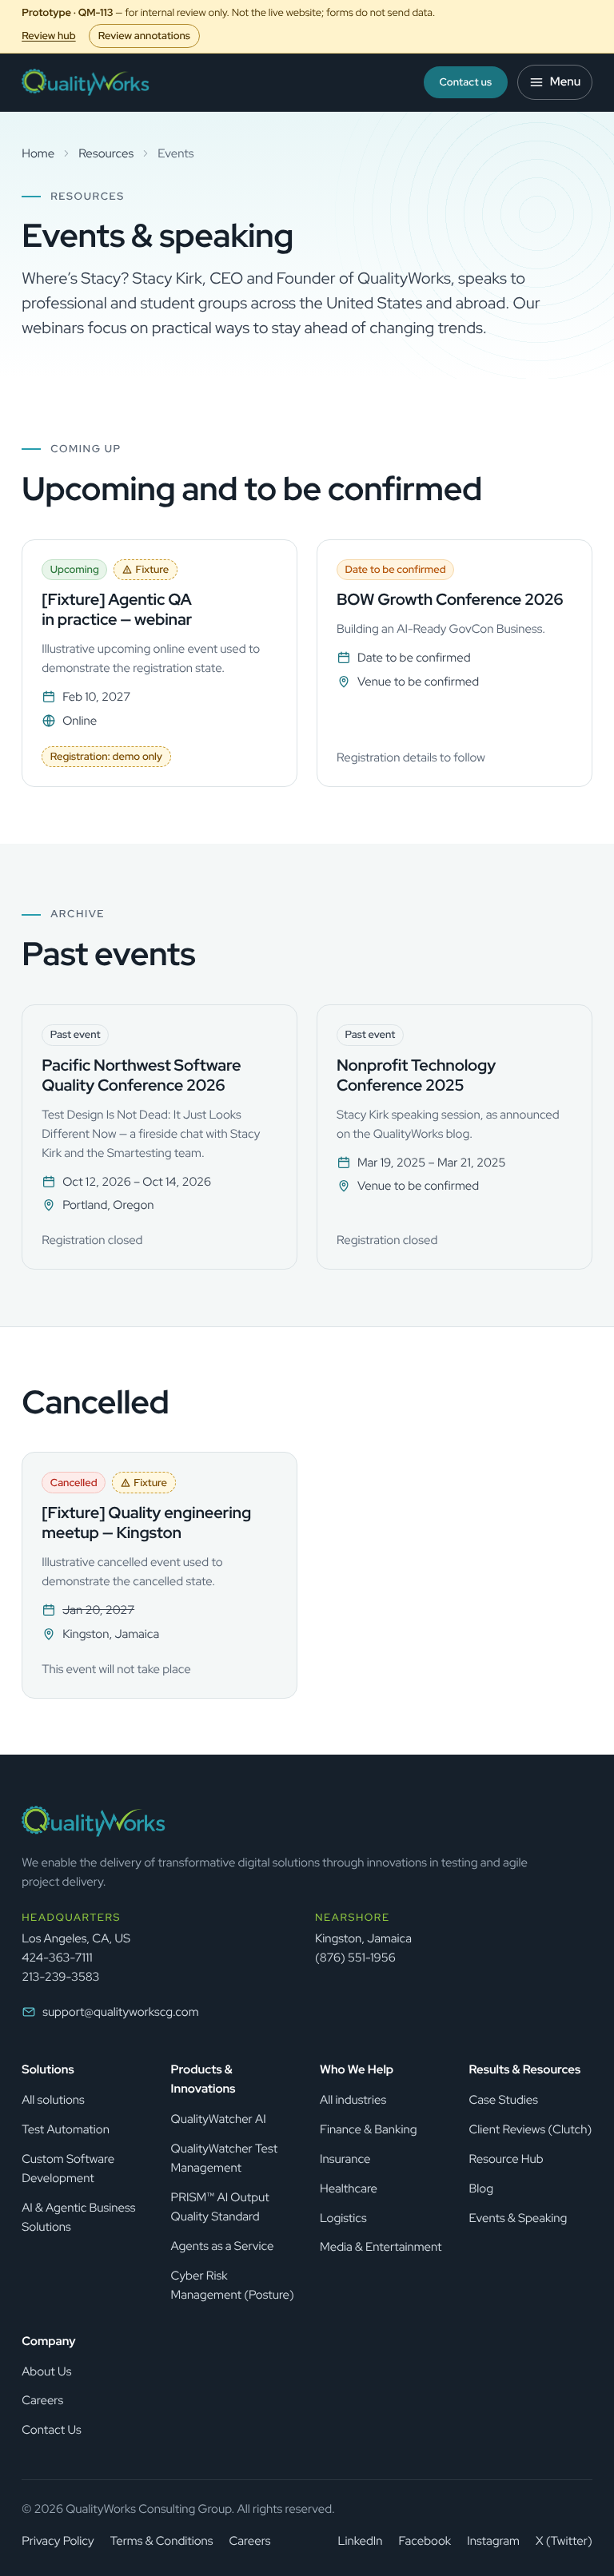 Prototype · QM-113 — for internal review only. Not the live website; forms do not send data.
Review hub
Review annotations
QualityWorks
Contact us
Menu
Home
Resources
Events
RESOURCES
Events & speaking
Where's Stacy? Stacy Kirk, CEO and Founder of QualityWorks, speaks to
professional and student groups across the United States and abroad. Our
webinars focus on practical ways to stay ahead of changing trends.
COMING UP
Upcoming and to be confirmed
Upcoming
Fixture
[Fixture] Agentic QA
in practice — webinar
Illustrative upcoming online event used to
demonstrate the registration state.
Feb 10, 2027
Online
Registration: demo only
Date to be confirmed
BOW Growth Conference 2026
Building an AI-Ready GovCon Business.
Date to be confirmed
Venue to be confirmed
Registration details to follow
ARCHIVE
Past events
Past event
Pacific Northwest Software
Quality Conference 2026
Test Design Is Not Dead: It Just Looks
Different Now — a fireside chat with Stacy
Kirk and the Smartesting team.
Oct 12, 2026 – Oct 14, 2026
Portland, Oregon
Registration closed
Past event
Nonprofit Technology
Conference 2025
Stacy Kirk speaking session, as announced
on the QualityWorks blog.
Mar 19, 2025 – Mar 21, 2025
Venue to be confirmed
Registration closed
Cancelled
Cancelled
Fixture
[Fixture] Quality engineering
meetup — Kingston
Illustrative cancelled event used to
demonstrate the cancelled state.
Jan 20, 2027
Kingston, Jamaica
This event will not take place
QualityWorks
We enable the delivery of transformative digital solutions through innovations in testing and agile
project delivery.
HEADQUARTERS
Los Angeles, CA, US
424-363-7111
213-239-3583
NEARSHORE
Kingston, Jamaica
(876) 551-1956
support@qualityworkscg.com
Solutions
All solutions
Test Automation
Custom Software
Development
AI & Agentic Business
Solutions
Products &
Innovations
QualityWatcher AI
QualityWatcher Test
Management
PRISM™ AI Output
Quality Standard
Agents as a Service
Cyber Risk
Management (Posture)
Who We Help
All industries
Finance & Banking
Insurance
Healthcare
Logistics
Media & Entertainment
Results & Resources
Case Studies
Client Reviews (Clutch)
Resource Hub
Blog
Events & Speaking
Company
About Us
Careers
Contact Us
© 2026 QualityWorks Consulting Group. All rights reserved.
Privacy Policy
Terms & Conditions
Careers
LinkedIn
Facebook
Instagram
X (Twitter)